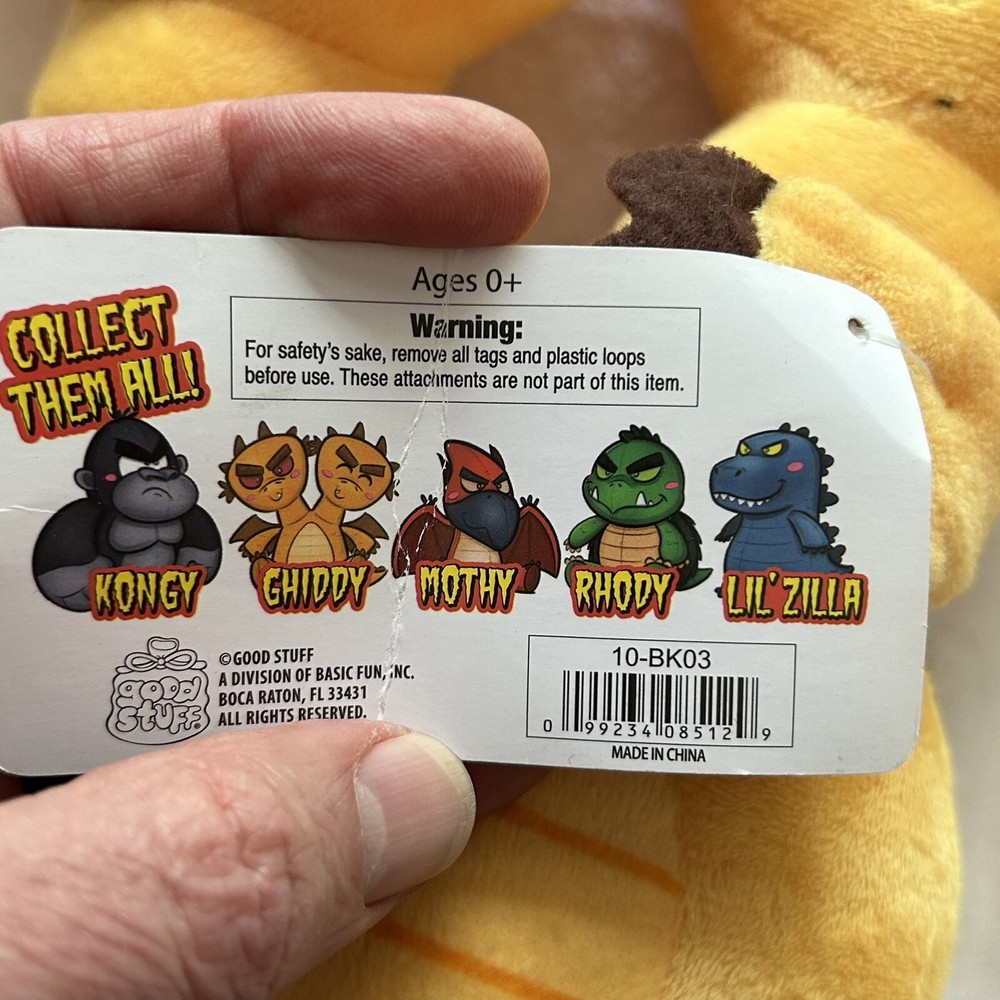 Ages 0+
COLLECT
THEM ALL!
Warning:
For safety's sake, remove all tags and plastic loops
before use. These attachments are not part of this item.
KONGY
GHIDDY
MOTHY
RHODY
LIL'ZILLA
good
stuff®
©GOOD STUFF
A DIVISION OF BASIC FUN, INC.
BOCA RATON, FL 33431
ALL RIGHTS RESERVED.
10-BK03
0 99234 08512 9
MADE IN CHINA